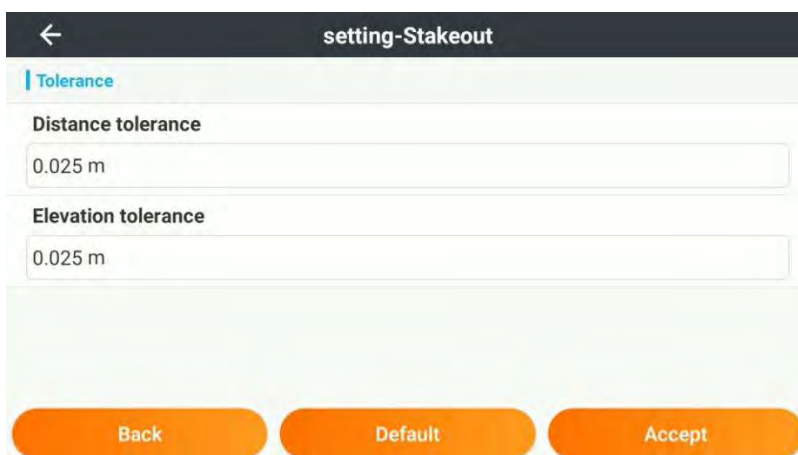 setting-Stakeout
Tolerance
Distance tolerance
0.025 m
Elevation tolerance
0.025 m
Back Default Accept